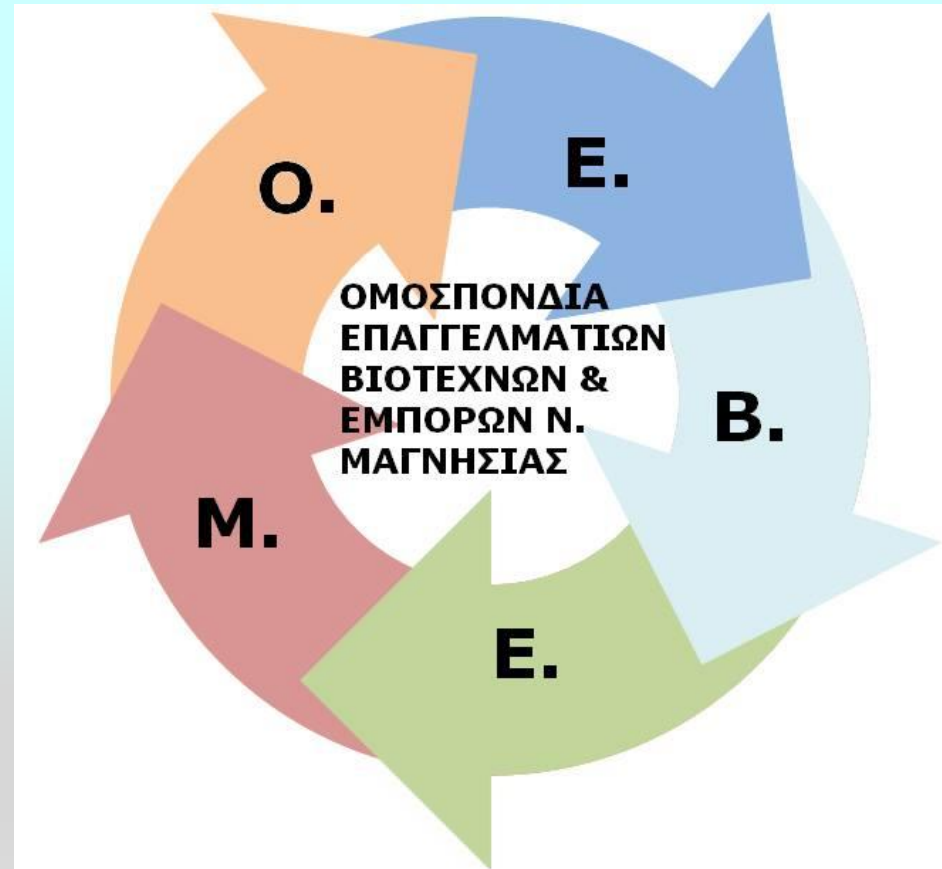 Ο.
Ε.
Β.
Ε.
Μ.
ΟΜΟΣΠΟΝΔΙΑ
ΕΠΑΓΓΕΛΜΑΤΙΩΝ
ΒΙΟΤΕΧΝΩΝ &
ΕΜΠΟΡΩΝ Ν.
ΜΑΓΝΗΣΙΑΣ